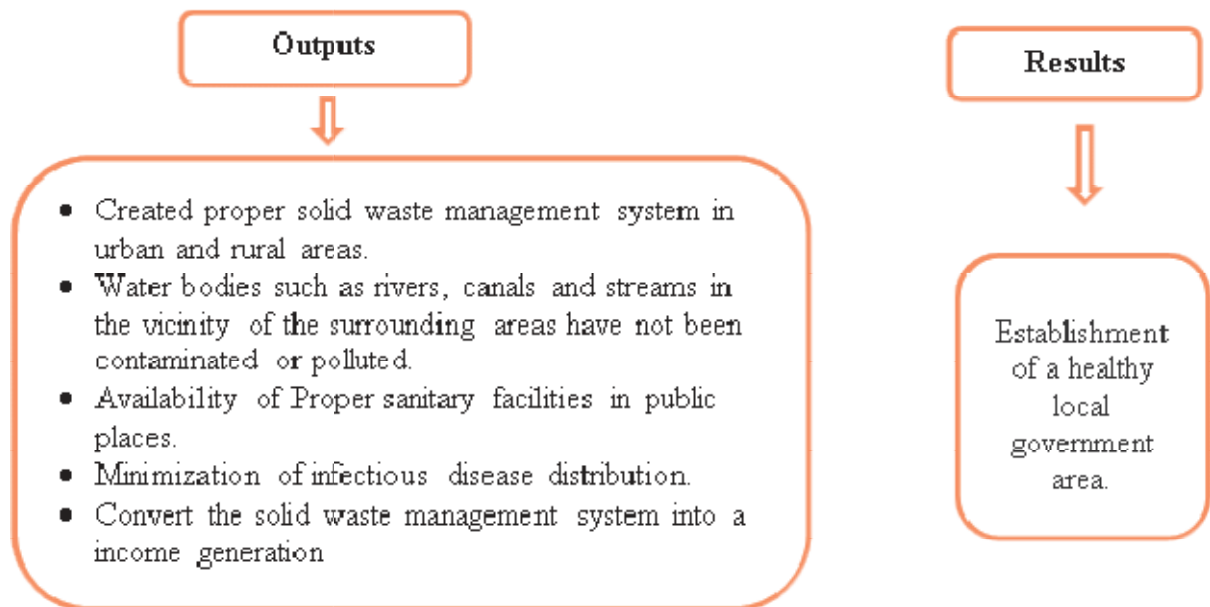 Outputs
• Created proper solid waste management system in
urban and rural areas.
• Water bodies such as rivers, canals and streams in
the vicinity of the surrounding areas have not been
contaminated or polluted.
• Availability of Proper sanitary facilities in public
places.
• Minimization of infectious disease distribution.
• Convert the solid waste management system into a
income generation
Results
Establishment
of a healthy
local
government
area.